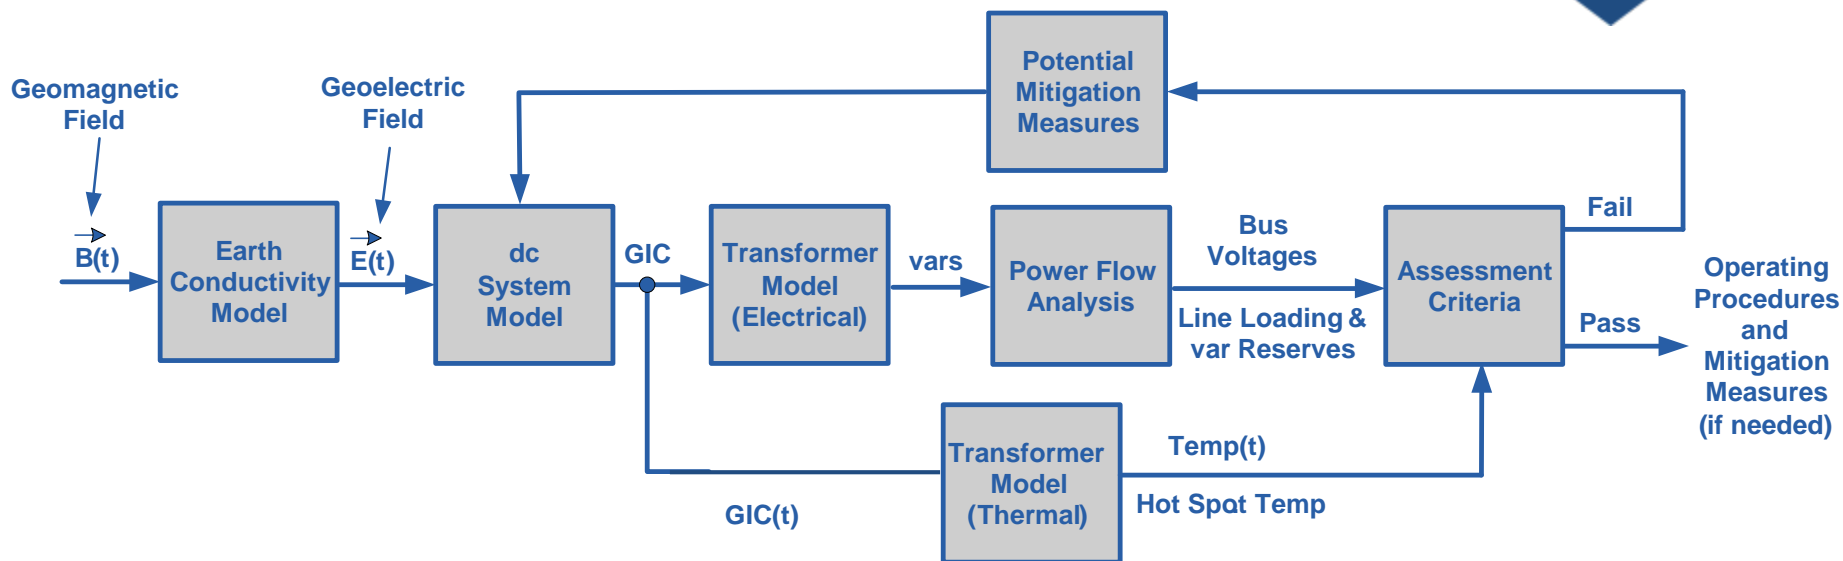 Geomagnetic
Field
Geoelectric
Field
Potential
Mitigation
Measures
B(t)
Earth
Conductivity
Model
E(t)
dc
System
Model
GIC
Transformer
Model
(Electrical)
vars
Power Flow
Analysis
Bus
Voltages
Line Loading &
var Reserves
Assessment
Criteria
Fail
Pass
Operating
Procedures
and
Mitigation
Measures
(if needed)
GIC(t)
Transformer
Model
(Thermal)
Temp(t)
Hot Spat Temp